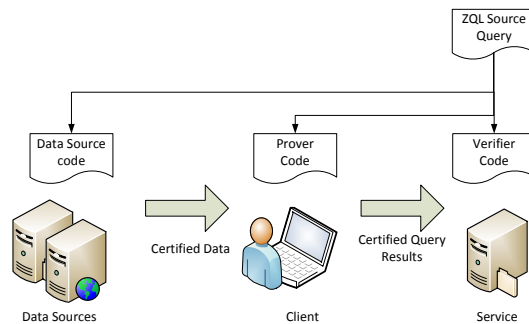 ZQL Source
Query
Data Source
code
Prover
Code
Verifier
Code
Certified Data
Certified Query
Results
Data Sources
Client
Service